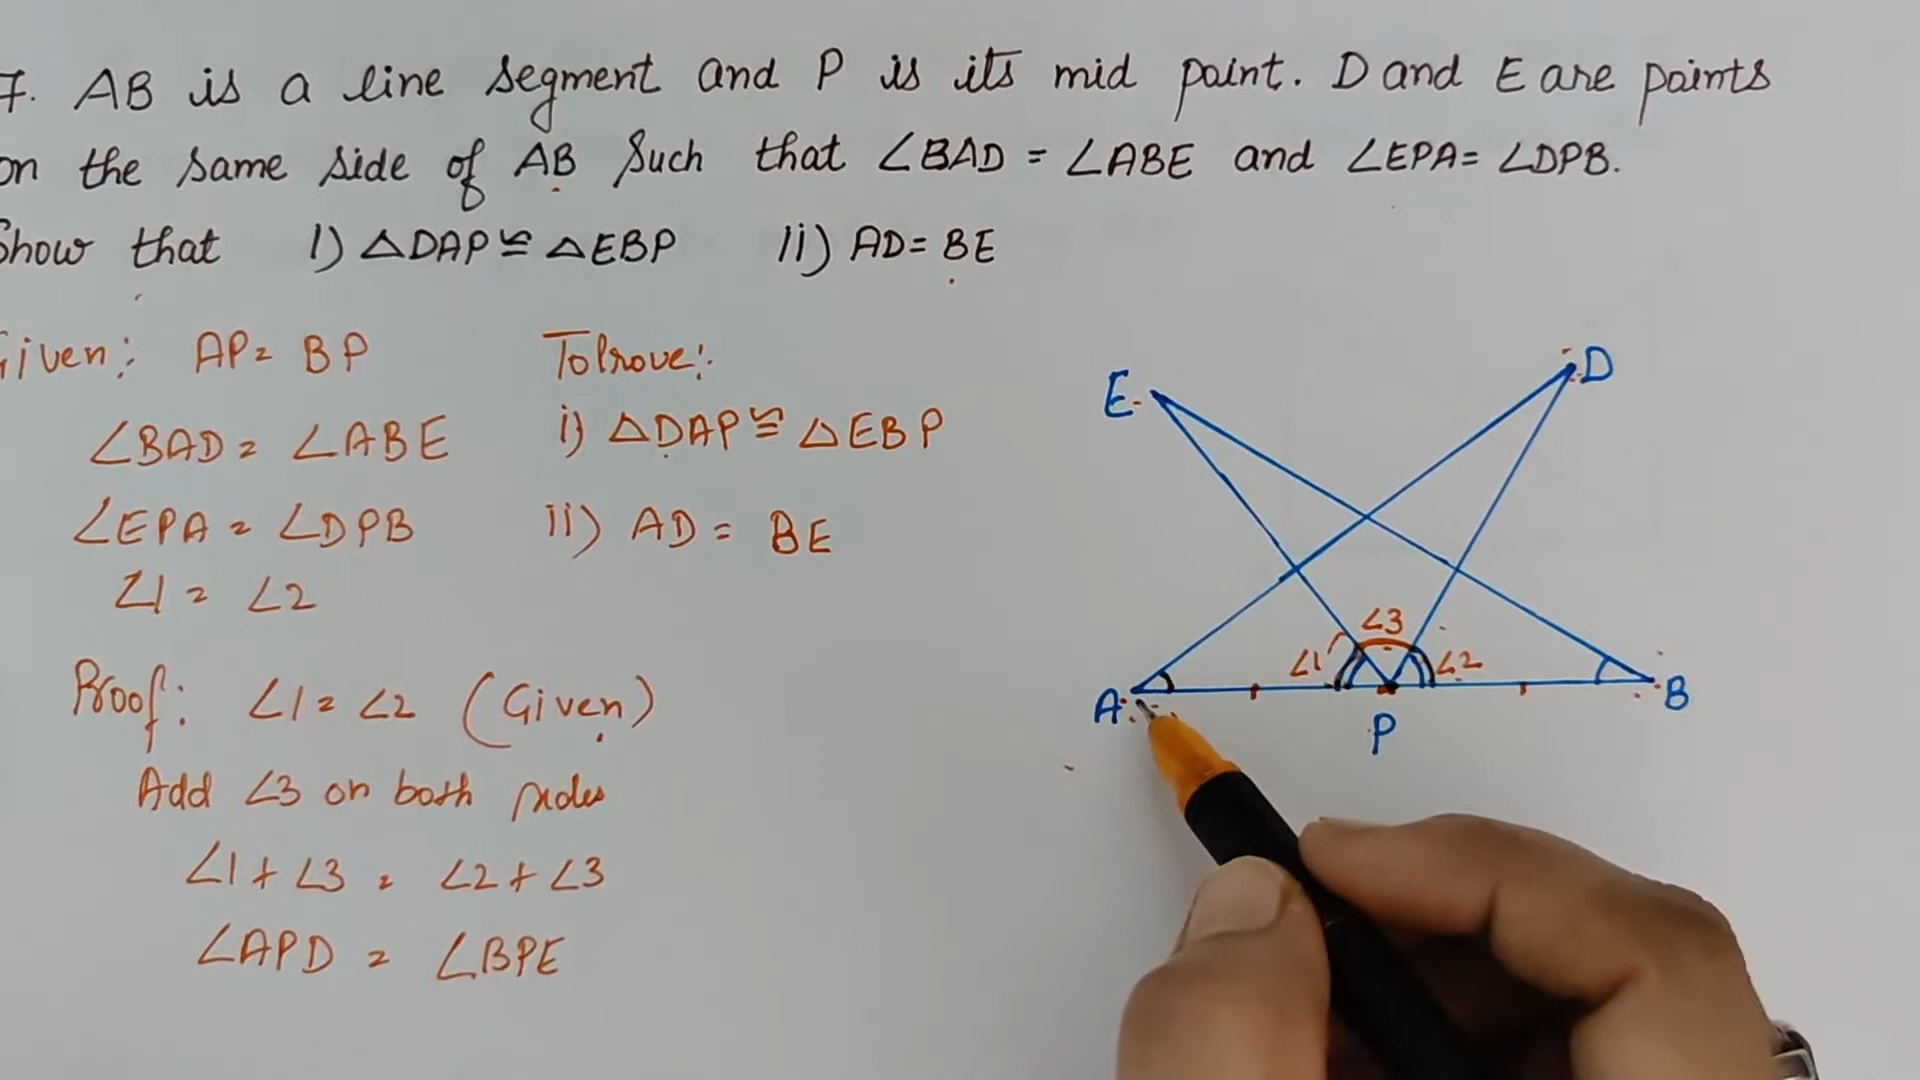 7. AB is a line segment and P is its mid point. D and E are points
on the same side of AB Such that ∠BAD = ∠ABE and ∠EPA = ∠DPB.
Show that i) △DAP ≅ △EBP ii) AD = BE
Given: AP = BP
∠BAD = ∠ABE
∠EPA = ∠DPB
∠1 = ∠2
To Prove:
i) △DAP ≅ △EBP
ii) AD = BE
Proof: ∠1 = ∠2 (Given)
Add ∠3 on both sides
∠1 + ∠3 = ∠2 + ∠3
∠APD = ∠BPE
E
D
∠3
∠1
∠2
A
B
P